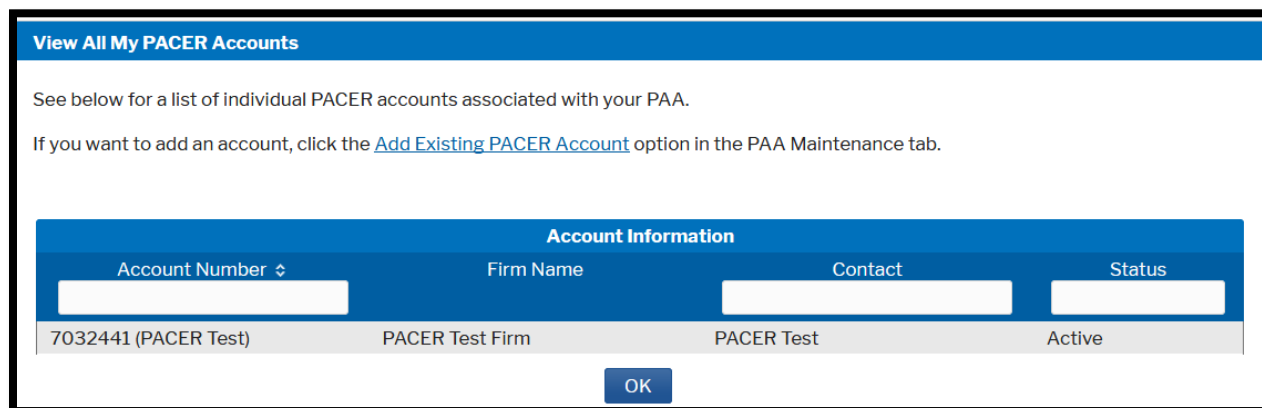 View All My PACER Accounts
See below for a list of individual PACER accounts associated with your PAA.
If you want to add an account, click the Add Existing PACER Account option in the PAA Maintenance tab.
Account Information
Account Number Firm Name Contact Status
7032441 (PACER Test) PACER Test Firm PACER Test Active
OK